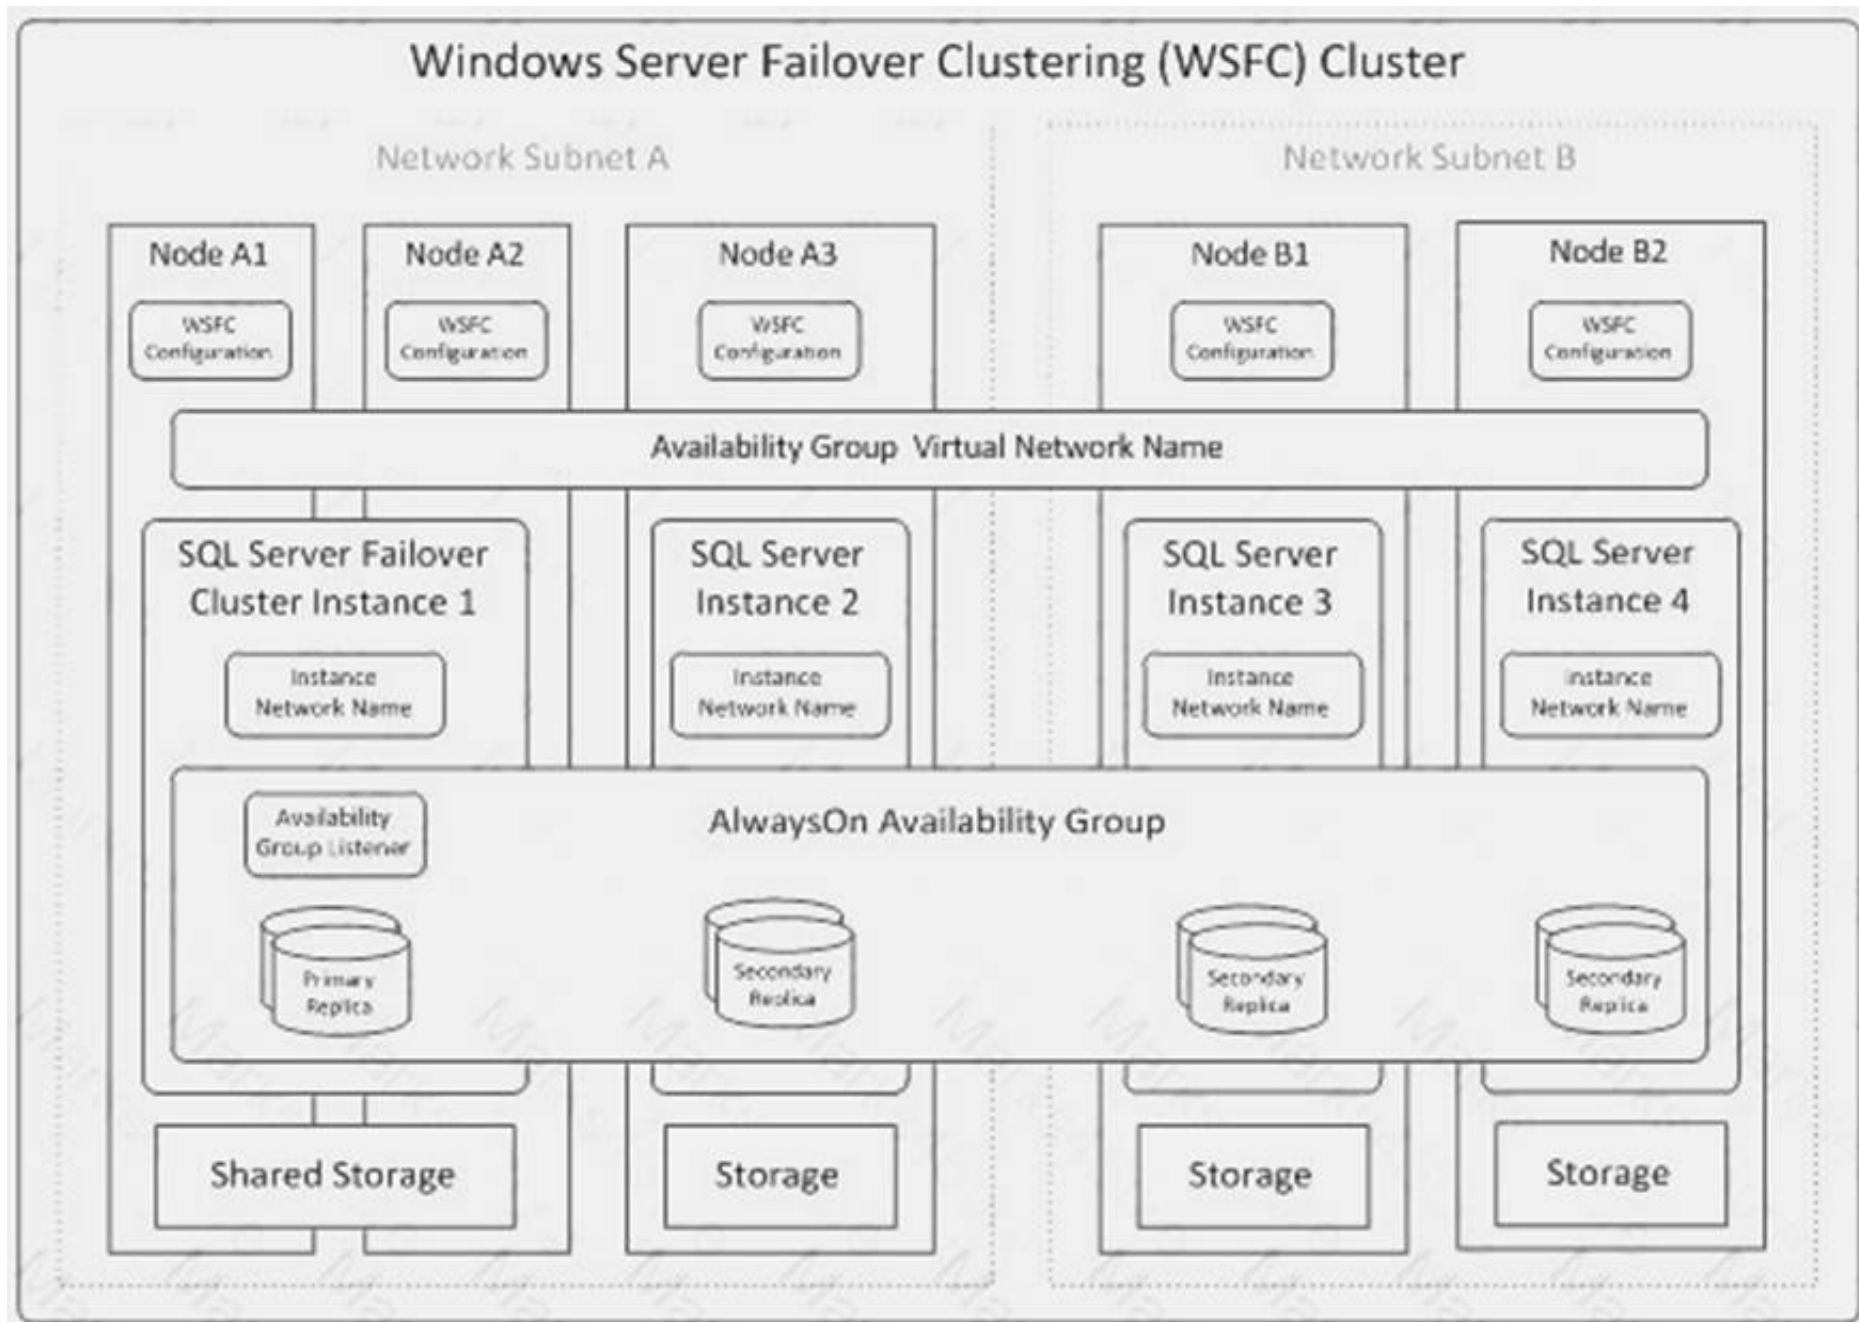 Windows Server Failover Clustering (WSFC) Cluster
Network Subnet A
Network Subnet B
Node A1
WSFC
Configuration
Node A2
WSFC
Configuration
Node A3
WSFC
Configuration
Node B1
WSFC
Configuration
Node B2
WSFC
Configuration
Availability Group Virtual Network Name
SQL Server Failover
Cluster Instance 1
Instance
Network Name
SQL Server
Instance 2
Instance
Network Name
SQL Server
Instance 3
Instance
Network Name
SQL Server
Instance 4
Instance
Network Name
Availability
Group Listener
AlwaysOn Availability Group
Primary
Replica
Secondary
Replica
Secondary
Replica
Secondary
Replica
Shared Storage
Storage
Storage
Storage